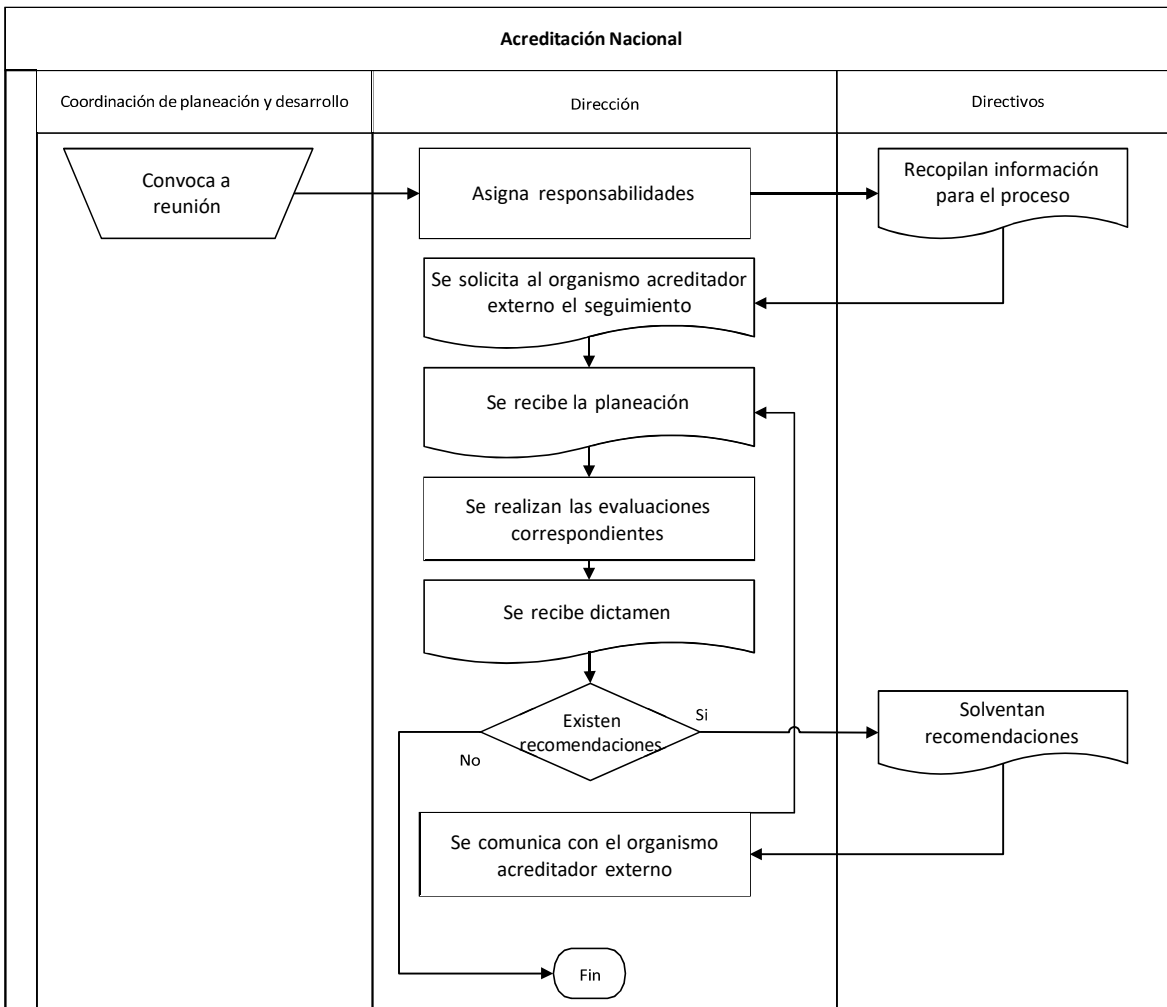 Acreditación Nacional
Coordinación de planeación y desarrollo
Dirección
Directivos
Convoca a
reunión
Asigna responsabilidades
Recopilan información
para el proceso
Se solicita al organismo acreditador
externo el seguimiento
Se recibe la planeación
Se realizan las evaluaciones
correspondientes
Se recibe dictamen
Existen
recomendaciones
Si
No
Solventan
recomendaciones
Se comunica con el organismo
acreditador externo
Fin